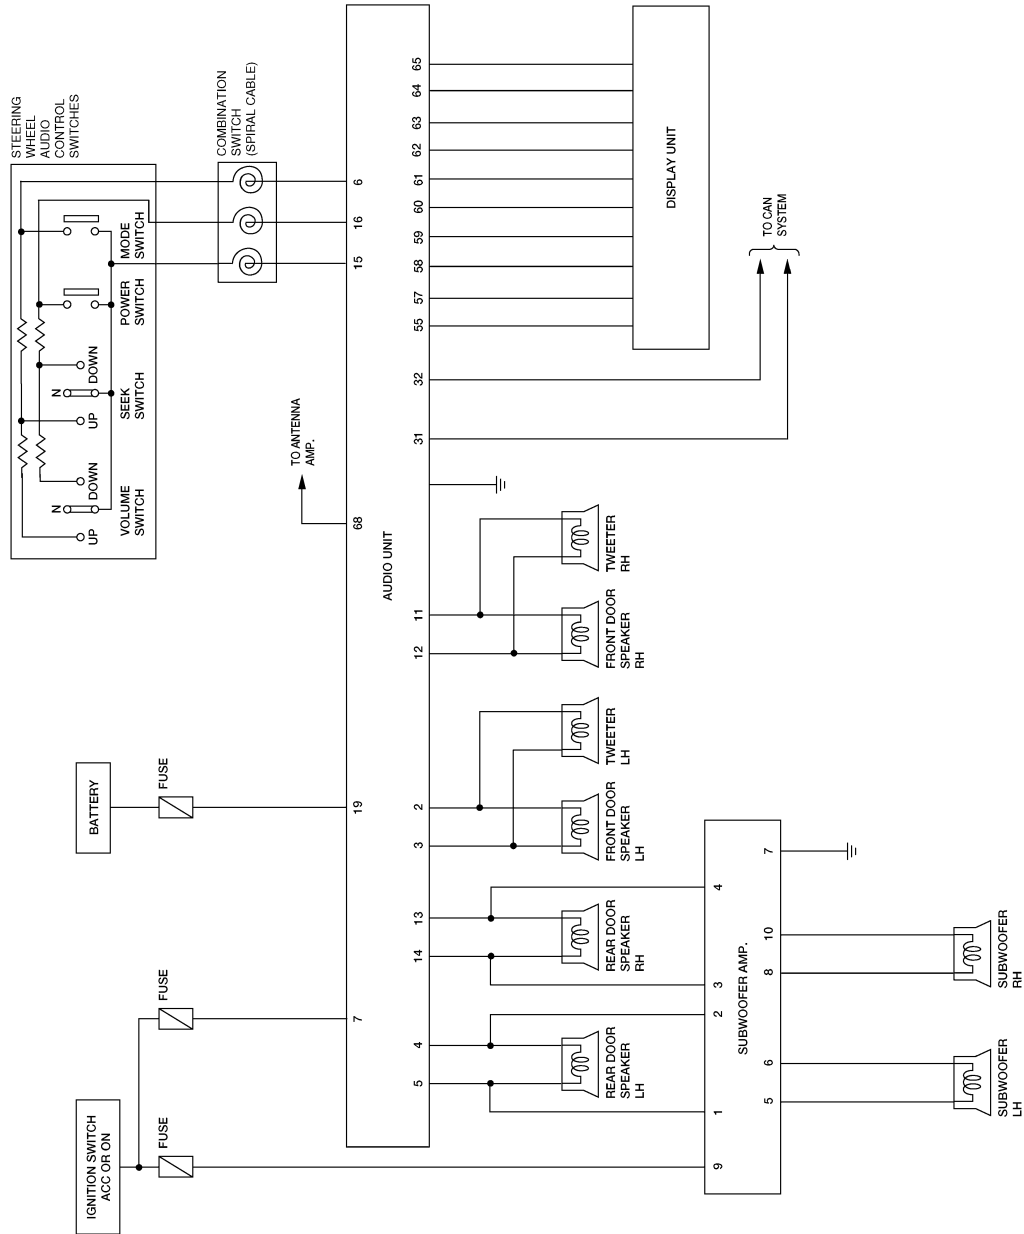 IGNITION SWITCH
ACC OR ON
BATTERY
STEERING
WHEEL
AUDIO
CONTROL
SWITCHES
VOLUME
SWITCH
UP
N
DOWN
SEEK
SWITCH
UP
N
DOWN
POWER
SWITCH
MODE
SWITCH
FUSE
FUSE
FUSE
COMBINATION
SWITCH
(SPIRAL CABLE)
TO ANTENNA
AMP.
7
19
68
15
16
6
AUDIO UNIT
5
4
14
13
3
2
12
11
31
32
55
57
58
59
60
61
62
63
64
65
REAR DOOR
SPEAKER
LH
REAR DOOR
SPEAKER
RH
FRONT DOOR
SPEAKER
LH
TWEETER
LH
FRONT DOOR
SPEAKER
RH
TWEETER
RH
DISPLAY UNIT
TO CAN
SYSTEM
9
1
2
3
4
SUBWOOFER AMP.
5
6
8
10
7
SUBWOOFER
LH
SUBWOOFER
RH